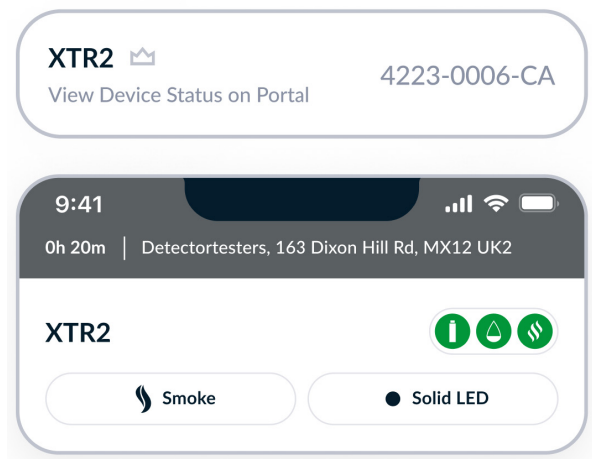 XTR2
View Device Status on Portal
4223-0006-CA
9:41
0h 20m | Detectortesters, 163 Dixon Hill Rd, MX12 UK2
XTR2
Smoke
Solid LED